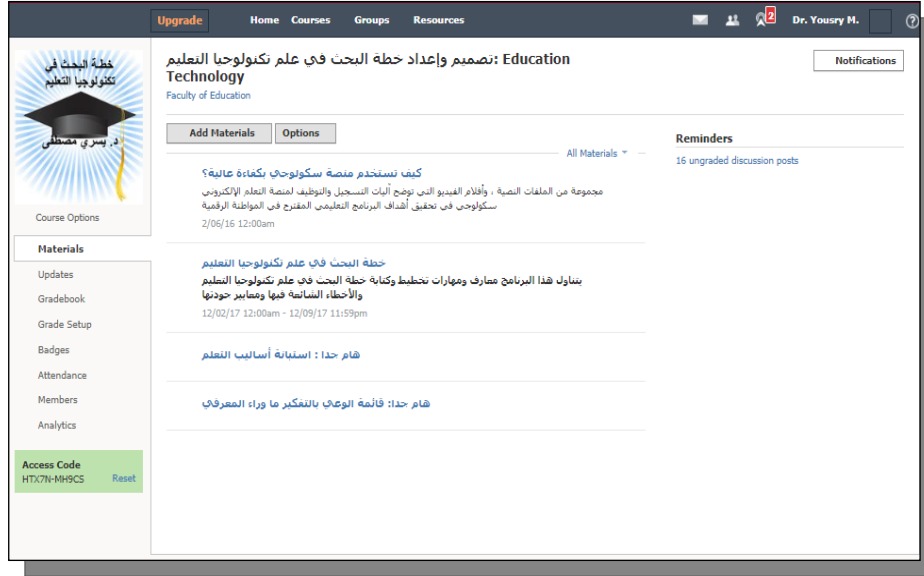 Upgrade Home Courses Groups Resources 2 Dr. Yousry M.
خطة البحث في
تكنولوجيا التعليم
د. يسري مصطفى
Course Options
Materials
Updates
Gradebook
Grade Setup
Badges
Attendance
Members
Analytics
Access Code
HTX7N-MH9CS Reset
تصميم وإعداد خطة البحث في علم تكنولوجيا التعليم: Education
Technology
Faculty of Education
Notifications
Add Materials Options
All Materials
كيف تستخدم منصة سكولوجي بكفاءة عالية؟
مجموعة من الملفات النصية ، وأفلام الفيديو التي توضح آليات التسجيل والتوظيف لمنصة التعلم الإلكتروني
سكولوجي في تحقيق أهداف البرنامج التعليمي المقترح في المواطنة الرقمية
2/06/16 12:00am
خطة البحث في علم تكنولوجيا التعليم
يتناول هذا البرنامج معارف ومهارات تخطيط وكتابة خطة البحث في علم تكنولوجيا التعليم
والأخطاء الشائعة فيها ومعايير جودتها
12/02/17 12:00am - 12/09/17 11:59pm
هام جدا : استبانة أساليب التعلم
هام جدا: قائمة الوعي بالتفكير ما وراء المعرفي
Reminders
16 ungraded discussion posts